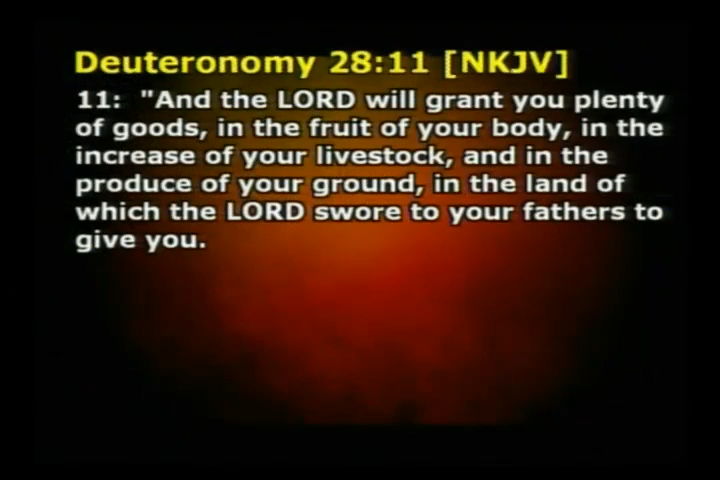 Deuteronomy 28:11 [NKJV]
11: "And the LORD will grant you plenty
of goods, in the fruit of your body, in the
increase of your livestock, and in the
produce of your ground, in the land of
which the LORD swore to your fathers to
give you.